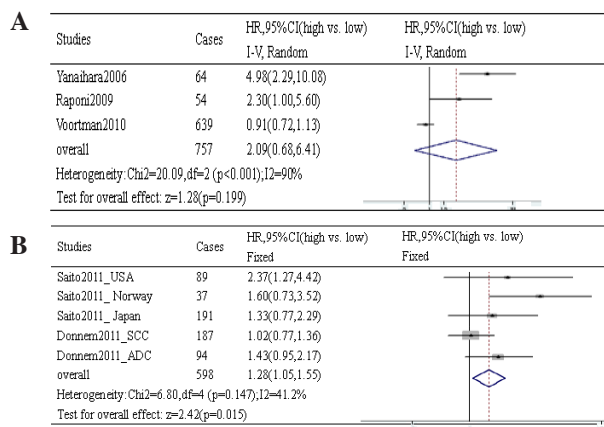 A
Studies Cases HR,95%CI(high vs. low) HR,95%CI(high vs. low)
I-V, Random I-V, Random
Yanaihara2006 64 4.98(2.29,10.08)
Raponi2009 54 2.30(1.00,5.60)
Voortman2010 639 0.91(0.72,1.13)
overall 757 2.09(0.68,6.41)
Heterogeneity:Chi2=20.09,df=2 (p<0.001);I2=90%
Test for overall effect: z=1.28(p=0.199)
B
Studies Cases HR,95%CI(high vs. low) HR,95%CI(high vs. low)
Fixed Fixed
Saito2011_USA 89 2.37(1.27,4.42)
Saito2011_ Norway 37 1.60(0.73,3.52)
Saito2011_ Japan 191 1.33(0.77,2.29)
Donnem2011_SCC 187 1.02(0.77,1.36)
Donnem2011_ADC 94 1.43(0.95,2.17)
overall 598 1.28(1.05,1.55)
Heterogeneity:Chi2=6.80,df=4 (p=0.147);I2=41.2%
Test for overall effect: z=2.42(p=0.015)